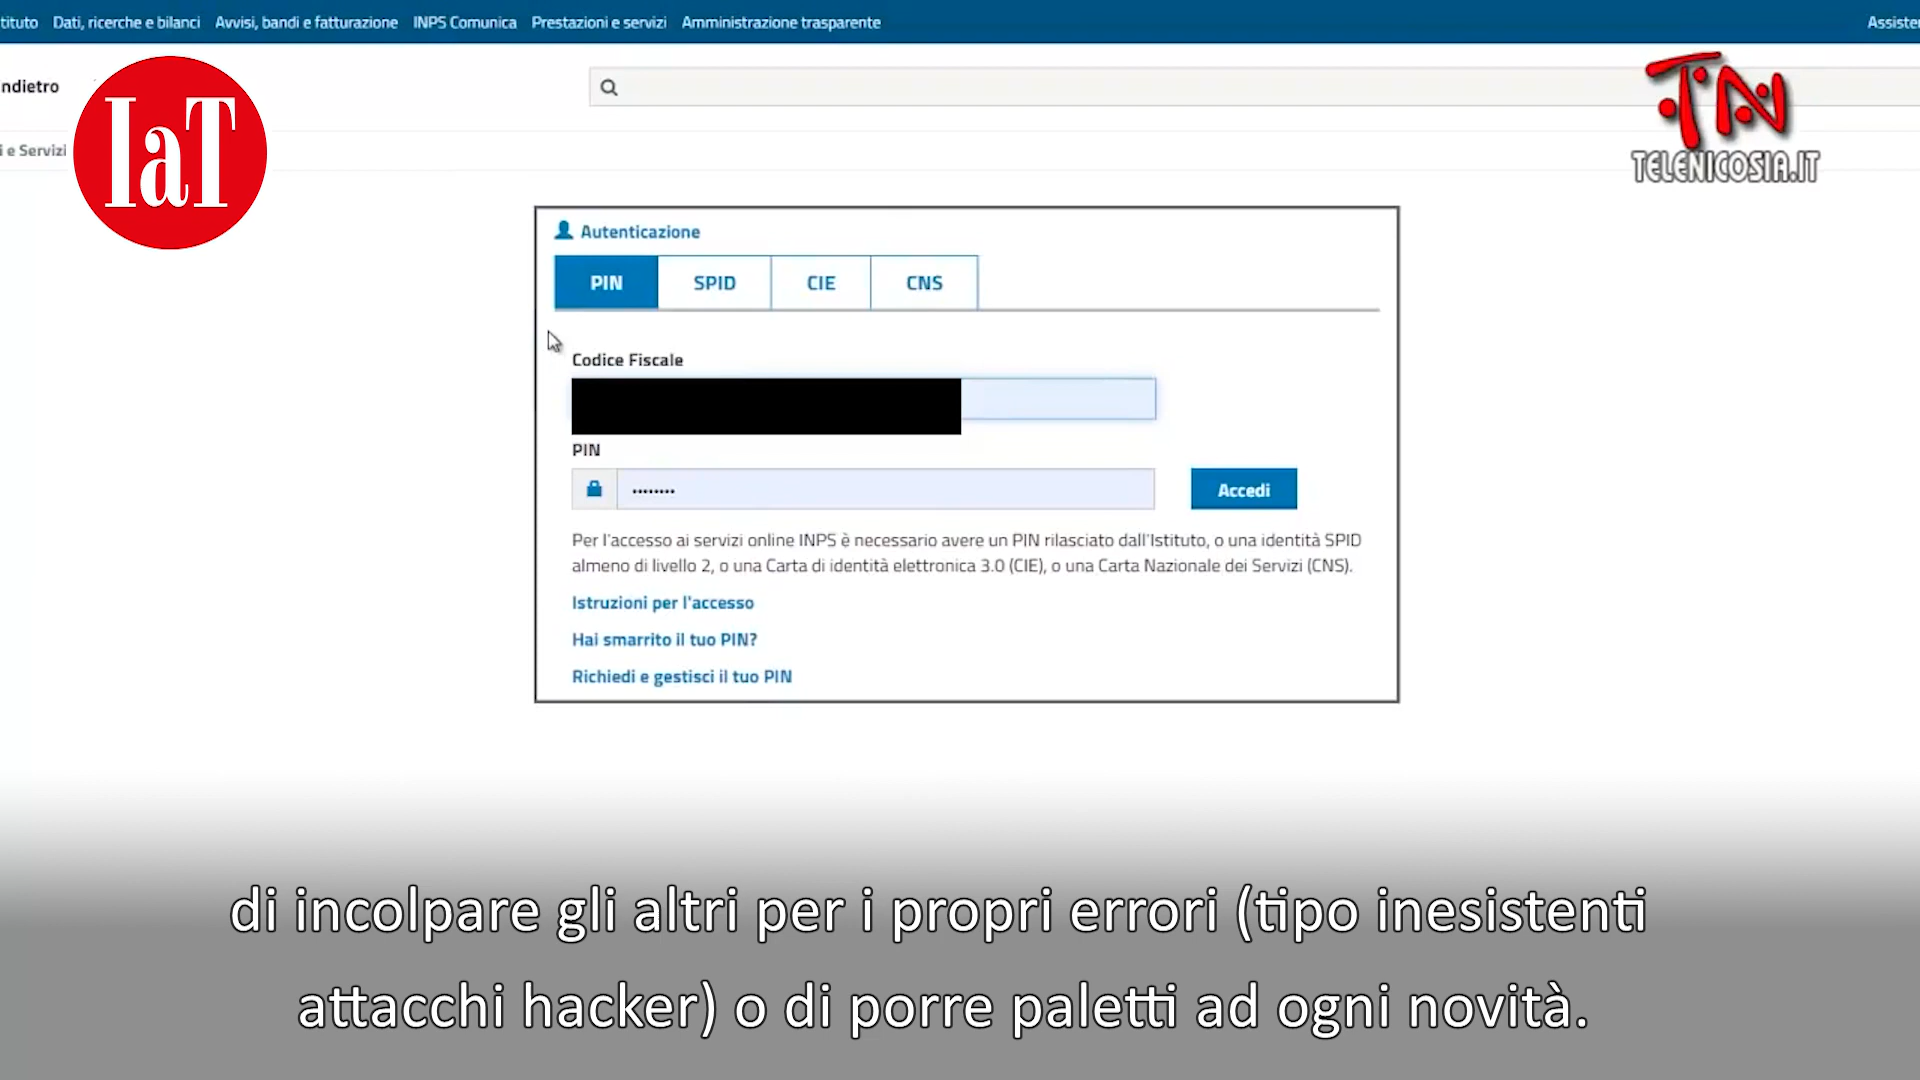 tituto Dati, ricerche e bilanci Avvisi, bandi e fatturazione INPS Comunica Prestazioni e servizi Amministrazione trasparente Assisten
ndietro
IaT
TN
TELENICOSIA.IT
i e Servizi
Autenticazione
PIN SPID CIE CNS
Codice Fiscale
PIN
........ Accedi
Per l'accesso ai servizi online INPS è necessario avere un PIN rilasciato dall'Istituto, o una identità SPID
almeno di livello 2, o una Carta di identità elettronica 3.0 (CIE), o una Carta Nazionale dei Servizi (CNS).
Istruzioni per l'accesso
Hai smarrito il tuo PIN?
Richiedi e gestisci il tuo PIN
di incolpare gli altri per i propri errori (tipo inesistenti
attacchi hacker) o di porre paletti ad ogni novità.